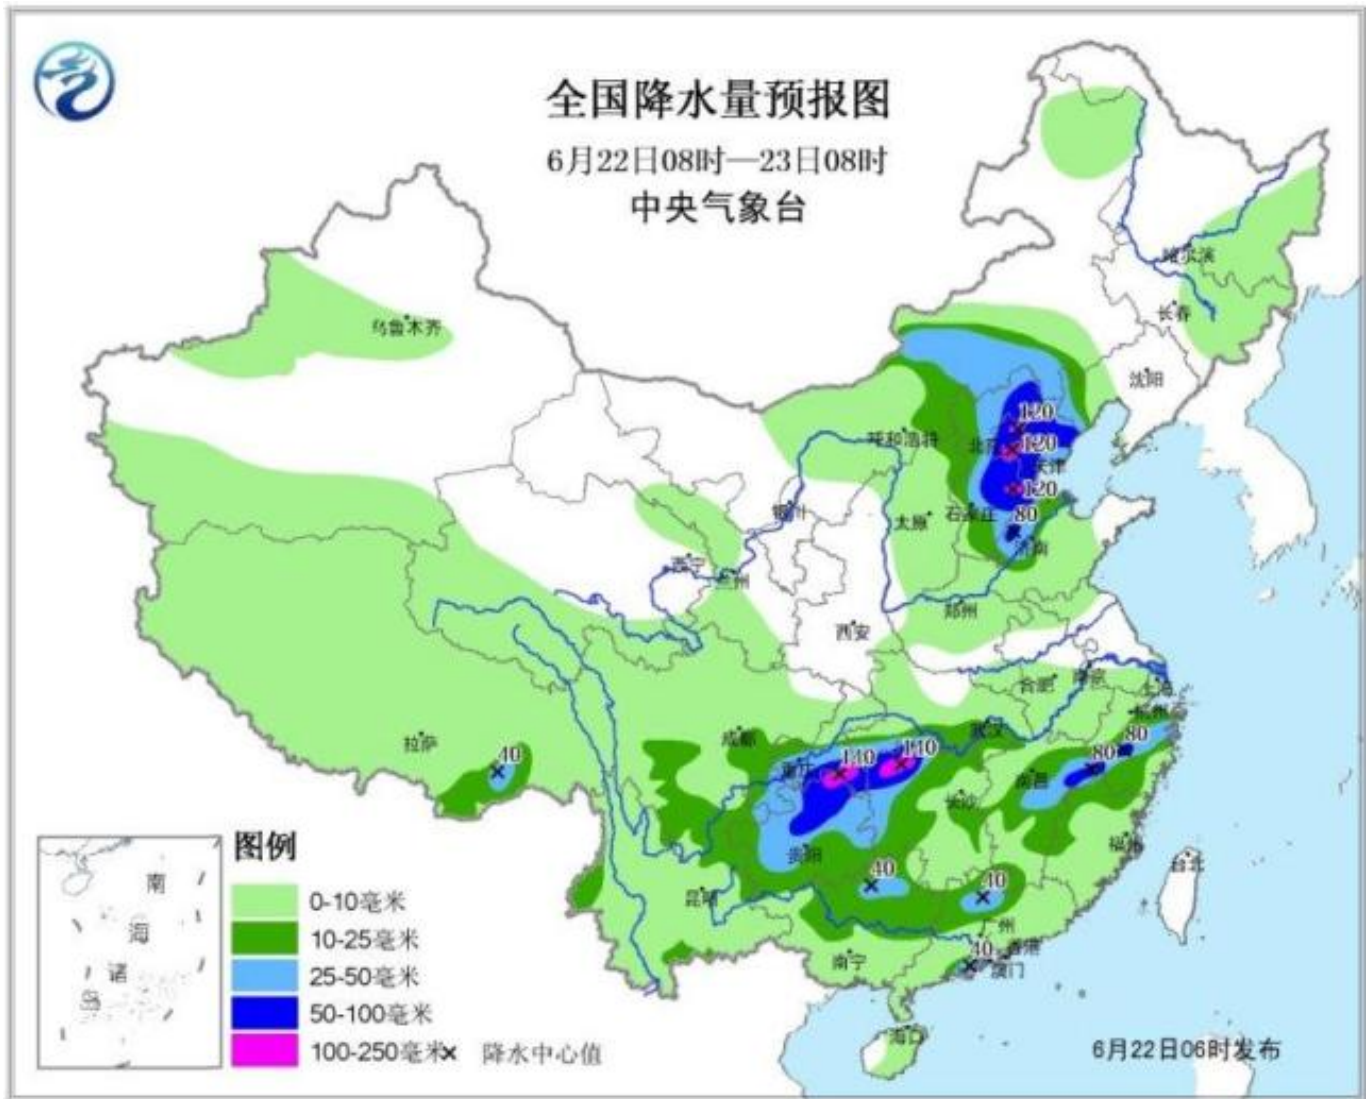 全国降水量预报图
6月22日08时—23日08时
中央气象台
哈尔滨
长春
乌鲁木齐
沈阳
120
呼和浩特
北京
120
天津
120
银川
石家庄
80
太原
济南
西宁
兰州
郑州
西安
合肥
南京
上海
杭州
拉萨
40
成都
武汉
80
重庆
140
140
80
南昌
长沙
贵阳
福州
台北
40
40
昆明
广州
40
香港
澳门
南宁
海口
南
海
诸
岛
图例
0-10毫米
10-25毫米
25-50毫米
50-100毫米
100-250毫米
× 降水中心值
6月22日06时发布